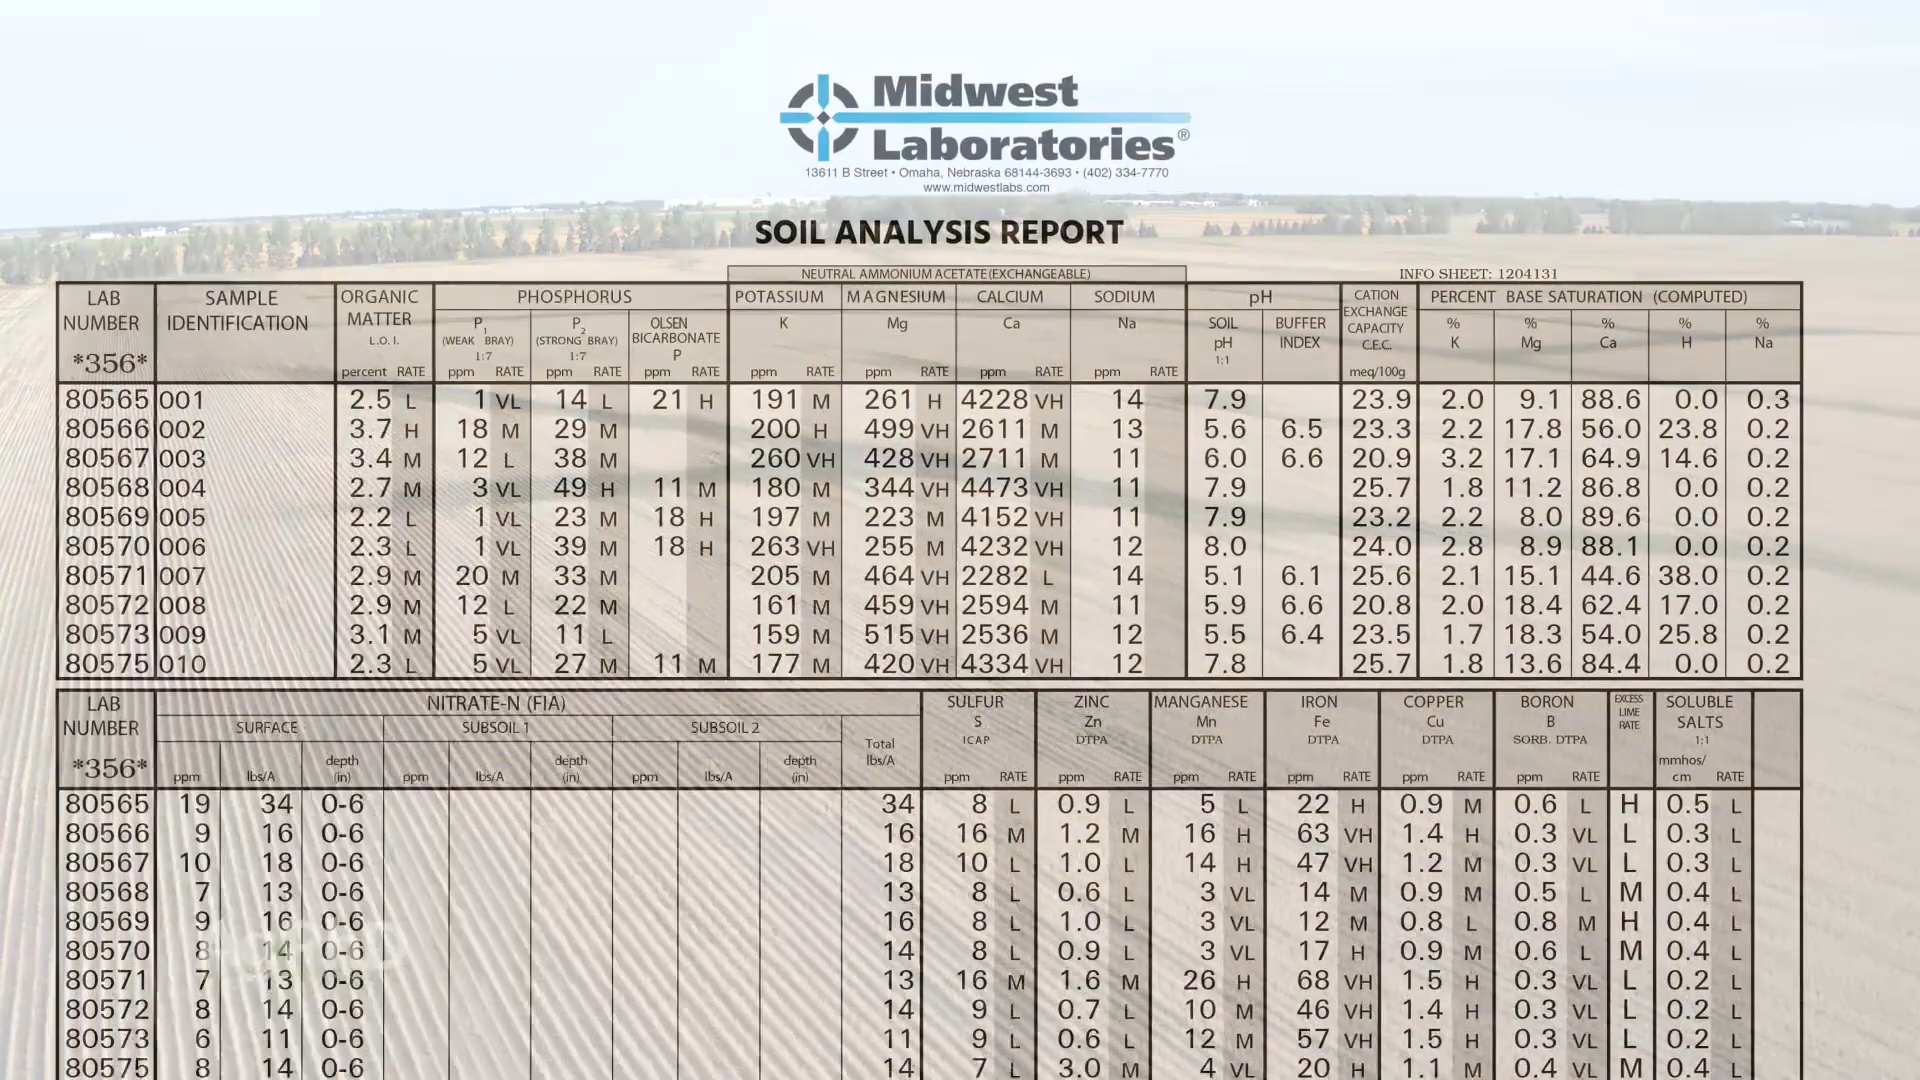 Midwest
Laboratories®
13611 B Street • Omaha, Nebraska 68144-3693 • (402) 334-7770
www.midwestlabs.com
SOIL ANALYSIS REPORT
NEUTRAL AMMONIUM ACETATE (EXCHANGEABLE) INFO SHEET: 1204131
LAB NUMBER *356* SAMPLE IDENTIFICATION ORGANIC MATTER L.O.I. PHOSPHORUS POTASSIUM MAGNESIUM CALCIUM SODIUM pH CATION EXCHANGE CAPACITY C.E.C. PERCENT BASE SATURATION (COMPUTED)
P1 (WEAK BRAY) 1:7 P2 (STRONG BRAY) 1:7 OLSEN BICARBONATE P K Mg Ca Na SOIL pH 1:1 BUFFER INDEX % K % Mg % Ca % H % Na
percent RATE ppm RATE ppm RATE ppm RATE ppm RATE ppm RATE ppm RATE ppm RATE meq/100g
80565 001 2.5 L 1 VL 14 L 21 H 191 M 261 H 4228 VH 14 7.9 23.9 2.0 9.1 88.6 0.0 0.3
80566 002 3.7 H 18 M 29 M 200 H 499 VH 2611 M 13 5.6 6.5 23.3 2.2 17.8 56.0 23.8 0.2
80567 003 3.4 M 12 L 38 M 260 VH 428 VH 2711 M 11 6.0 6.6 20.9 3.2 17.1 64.9 14.6 0.2
80568 004 2.7 M 3 VL 49 H 11 M 180 M 344 VH 4473 VH 11 7.9 25.7 1.8 11.2 86.8 0.0 0.2
80569 005 2.2 L 1 VL 23 M 18 H 197 M 223 M 4152 VH 11 7.9 23.2 2.2 8.0 89.6 0.0 0.2
80570 006 2.3 L 1 VL 39 M 18 H 263 VH 255 M 4232 VH 12 8.0 24.0 2.8 8.9 88.1 0.0 0.2
80571 007 2.9 M 20 M 33 M 205 M 464 VH 2282 L 14 5.1 6.1 25.6 2.1 15.1 44.6 38.0 0.2
80572 008 2.9 M 12 L 22 M 161 M 459 VH 2594 M 11 5.9 6.6 20.8 2.0 18.4 62.4 17.0 0.2
80573 009 3.1 M 5 VL 11 L 159 M 515 VH 2536 M 12 5.5 6.4 23.5 1.7 18.3 54.0 25.8 0.2
80575 010 2.3 L 5 VL 27 M 11 M 177 M 420 VH 4334 VH 12 7.8 25.7 1.8 13.6 84.4 0.0 0.2
LAB NUMBER *356* NITRATE-N (FIA) SULFUR S ICAP ZINC Zn DTPA MANGANESE Mn DTPA IRON Fe DTPA COPPER Cu DTPA BORON B SORB. DTPA EXCESS LIME RATE SOLUBLE SALTS 1:1
SURFACE SUBSOIL 1 SUBSOIL 2 Total lbs/A
ppm lbs/A depth (in) ppm lbs/A depth (in) ppm lbs/A depth (in) ppm RATE ppm RATE ppm RATE ppm RATE ppm RATE ppm RATE mmhos/cm RATE
80565 19 34 0-6 34 8 L 0.9 L 5 L 22 H 0.9 M 0.6 L H 0.5 L
80566 9 16 0-6 16 16 M 1.2 M 16 H 63 VH 1.4 H 0.3 VL L 0.3 L
80567 10 18 0-6 18 10 L 1.0 L 14 H 47 VH 1.2 M 0.3 VL L 0.3 L
80568 7 13 0-6 13 8 L 0.6 L 3 VL 14 M 0.9 M 0.5 L M 0.4 L
80569 9 16 0-6 16 8 L 1.0 L 3 VL 12 M 0.8 L 0.8 M H 0.4 L
80570 8 14 0-6 14 8 L 0.9 L 3 VL 17 H 0.9 M 0.6 L M 0.4 L
80571 7 13 0-6 13 16 M 1.6 M 26 H 68 VH 1.5 H 0.3 VL L 0.2 L
80572 8 14 0-6 14 9 L 0.7 L 10 M 46 VH 1.4 H 0.3 VL L 0.2 L
80573 6 11 0-6 11 9 L 0.6 L 12 M 57 VH 1.5 H 0.3 VL L 0.2 L
80575 8 14 0-6 14 7 L 3.0 M 4 VL 20 H 1.1 M 0.4 VL M 0.4 L